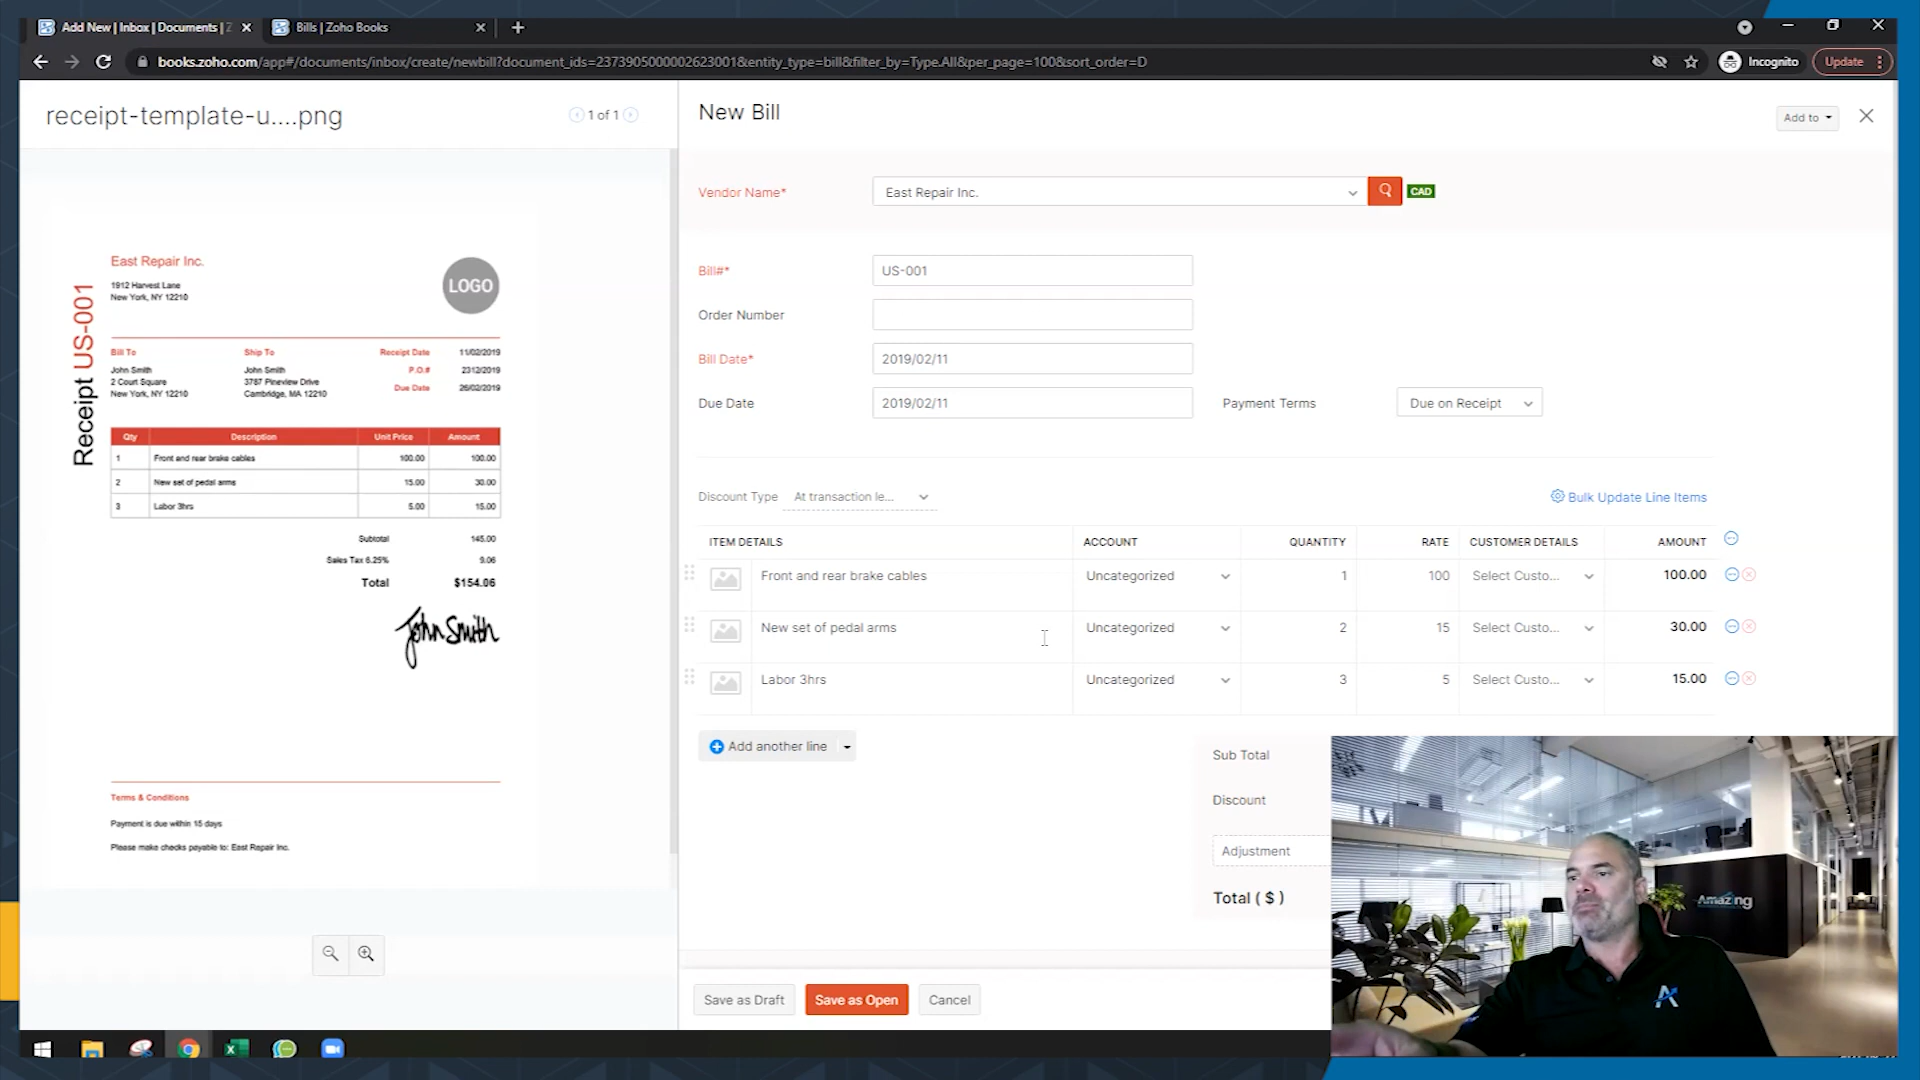 Add New | Inbox | Documents | Z
Bills | Zoho Books
books.zoho.com/app#/documents/inbox/create/newbill?document_ids=2373905000002623001&entity_type=bill&filter_by=Type.All&per_page=100&sort_order=D
Incognito
Update
receipt-template-u....png
1 of 1
New Bill
Add to
Vendor Name*
East Repair Inc.
CAD
Bill#*
US-001
Order Number
Bill Date*
2019/02/11
Due Date
2019/02/11
Payment Terms
Due on Receipt
Discount Type
At transaction le...
Bulk Update Line Items
ITEM DETAILS ACCOUNT QUANTITY RATE CUSTOMER DETAILS AMOUNT
Front and rear brake cables Uncategorized 1 100 Select Custo... 100.00
New set of pedal arms Uncategorized 2 15 Select Custo... 30.00
Labor 3hrs Uncategorized 3 5 Select Custo... 15.00
Add another line
Sub Total
Discount
Adjustment
Total ( $ )
Save as Draft
Save as Open
Cancel
Receipt US-001
East Repair Inc.
1912 Harvest Lane
New York, NY 12210
LOGO
Bill To
John Smith
2 Court Square
New York, NY 12210
Ship To
John Smith
3787 Pineview Drive
Cambridge, MA 12210
Receipt Date 11/02/2019
P.O.# 2312/2019
Due Date 26/02/2019
Qty Description Unit Price Amount
1 Front and rear brake cables 100.00 100.00
2 New set of pedal arms 15.00 30.00
3 Labor 3hrs 5.00 15.00
Subtotal 145.00
Sales Tax 6.25% 9.06
Total $154.06
John Smith
Terms & Conditions
Payment is due within 15 days
Please make checks payable to: East Repair Inc.
Amazing